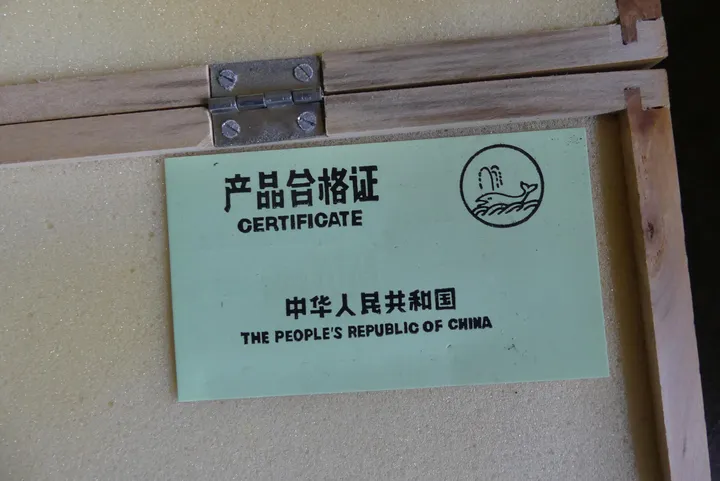 产品合格证
CERTIFICATE
中华人民共和国
THE PEOPLE'S REPUBLIC OF CHINA